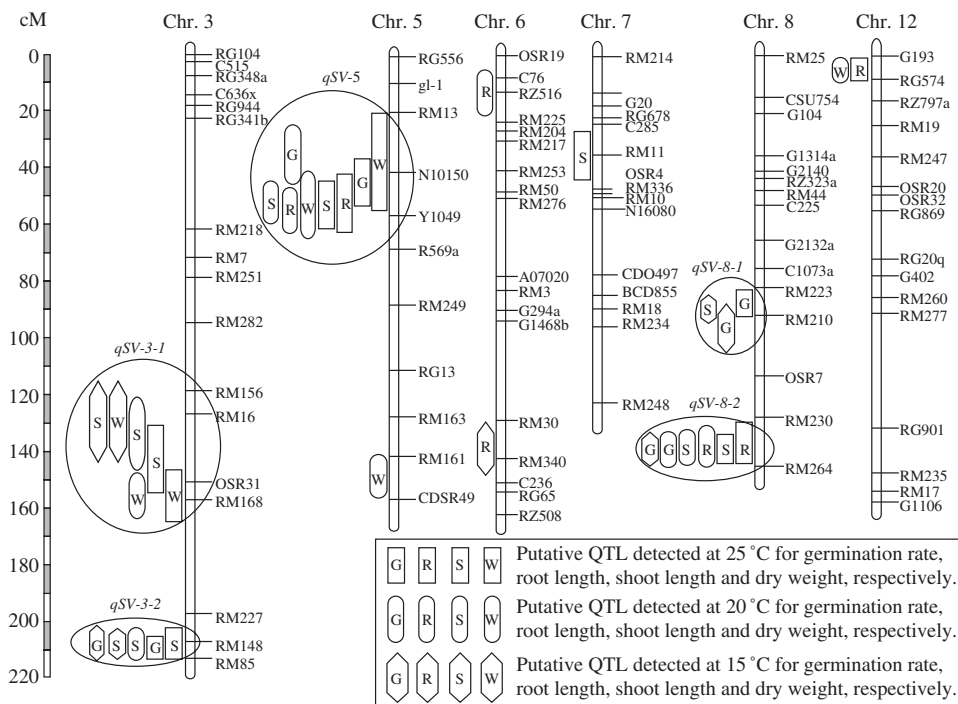 cM
Chr. 3
Chr. 5
Chr. 6
Chr. 7
Chr. 8
Chr. 12
0
20
40
60
80
100
120
140
160
180
200
220
RG104
C515
RG348a
C636x
RG944
RG341b
RM218
RM7
RM251
RM282
RM156
RM16
OSR31
RM168
RM227
RM148
RM85
qSV-3-1
S
W
S
S
W
W
qSV-3-2
G
S
S
G
S
qSV-5
G
S
R
W
S
R
G
W
RG556
gl-1
RM13
N10150
Y1049
R569a
RM249
RG13
RM163
RM161
CDSR49
W
OSR19
C76
RZ516
RM225
RM204
RM217
RM253
RM50
RM276
A07020
RM3
G294a
G1468b
RM30
RM340
C236
RG65
RZ508
R
R
RM214
G20
RG678
C285
RM11
OSR4
RM336
RM10
N16080
CDO497
BCD855
RM18
RM234
RM248
S
RM25
CSU754
G104
G1314a
G2140
RZ323a
RM44
C225
G2132a
C1073a
RM223
RM210
OSR7
RM230
RM264
qSV-8-1
S
G
G
qSV-8-2
G
G
S
R
S
R
W
R
G193
RG574
RZ797a
RM19
RM247
OSR20
OSR32
RG869
RG20q
G402
RM260
RM277
RG901
RM235
RM17
G1106
G R S W Putative QTL detected at 25 °C for germination rate,
root length, shoot length and dry weight, respectively.
G R S W Putative QTL detected at 20 °C for germination rate,
root length, shoot length and dry weight, respectively.
G R S W Putative QTL detected at 15 °C for germination rate,
root length, shoot length and dry weight, respectively.